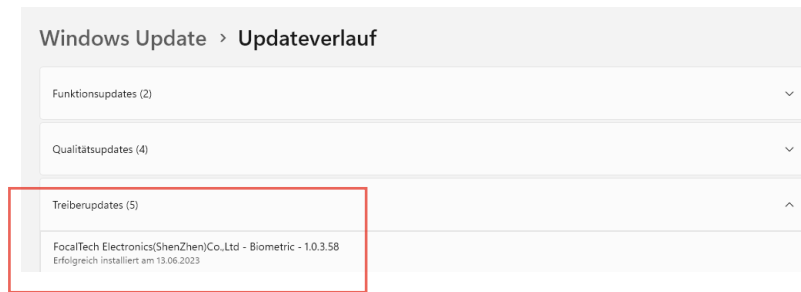 Windows Update > Updateverlauf
Funktionsupdates (2)
Qualitätsupdates (4)
Treiberupdates (5)
FocalTech Electronics(ShenZhen)Co.,Ltd - Biometric - 1.0.3.58
Erfolgreich installiert am 13.06.2023